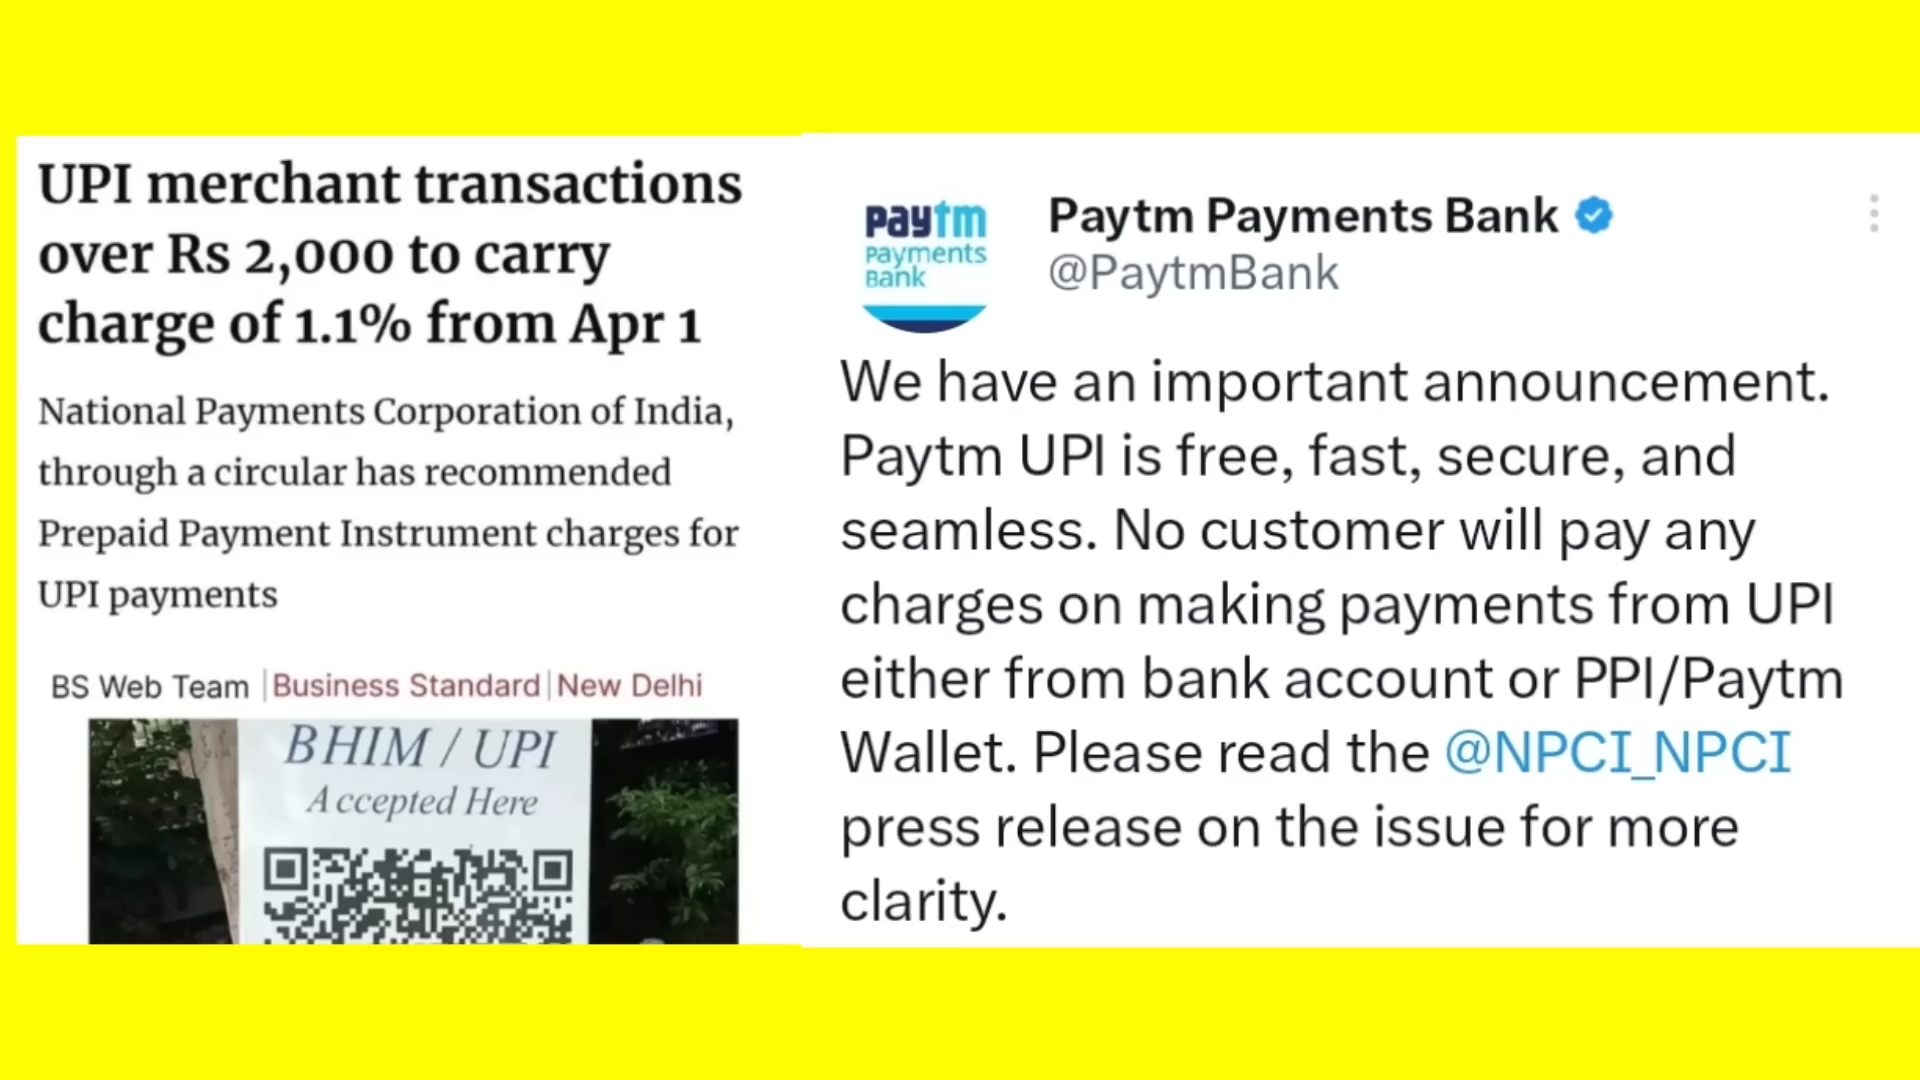 UPI merchant transactions
over Rs 2,000 to carry
charge of 1.1% from Apr 1
National Payments Corporation of India,
through a circular has recommended
Prepaid Payment Instrument charges for
UPI payments
BS Web Team | Business Standard | New Delhi
BHIM / UPI
Accepted Here
paytm
payments
Bank
Paytm Payments Bank
@PaytmBank
We have an important announcement.
Paytm UPI is free, fast, secure, and
seamless. No customer will pay any
charges on making payments from UPI
either from bank account or PPI/Paytm
Wallet. Please read the @NPCI_NPCI
press release on the issue for more
clarity.